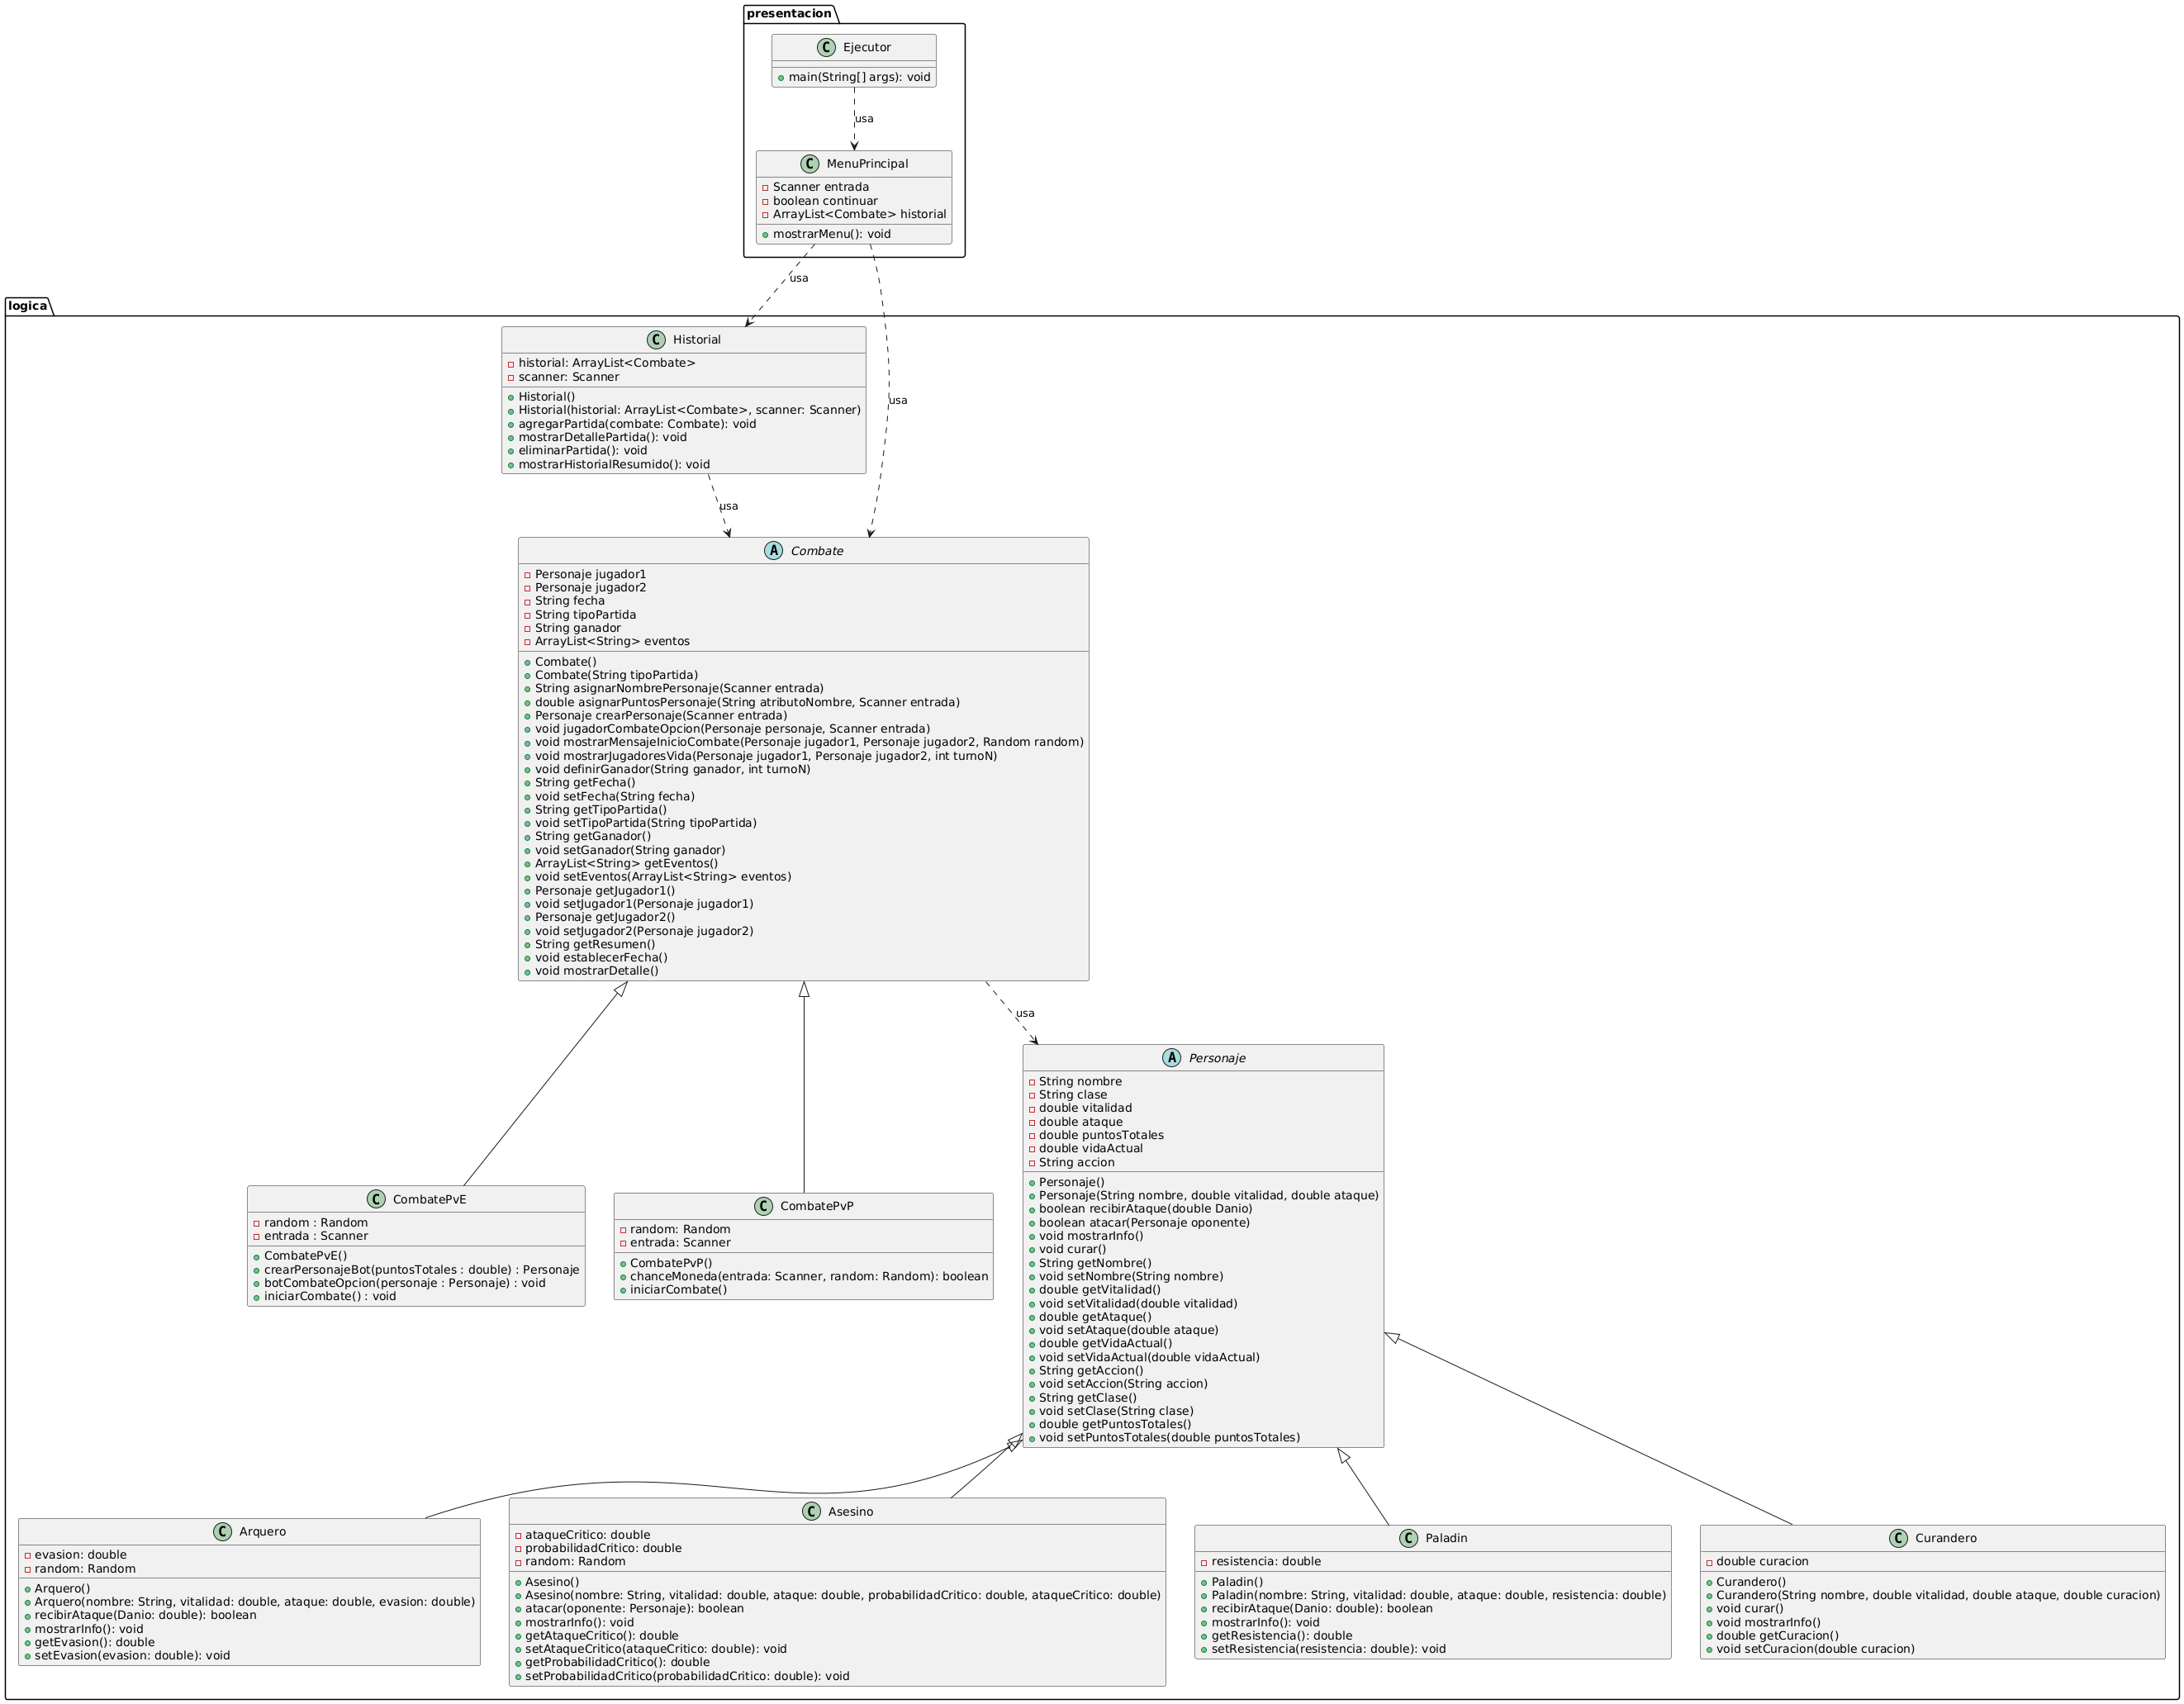 presentacion
C Ejecutor
main(String[] args): void
usa
C MenuPrincipal
Scanner entrada
boolean continuar
ArrayList<Combate> historial
mostrarMenu(): void
usa
usa
logica
C Historial
historial: ArrayList<Combate>
scanner: Scanner
Historial()
Historial(historial: ArrayList<Combate>, scanner: Scanner)
agregarPartida(combate: Combate): void
mostrarDetallePartida(): void
eliminarPartida(): void
mostrarHistorialResumido(): void
usa
A Combate
Personaje jugador1
Personaje jugador2
String fecha
String tipoPartida
String ganador
ArrayList<String> eventos
Combate()
Combate(String tipoPartida)
String asignarNombrePersonaje(Scanner entrada)
double asignarPuntosPersonaje(String atributoNombre, Scanner entrada)
Personaje crearPersonaje(Scanner entrada)
void jugadorCombateOpcion(Personaje personaje, Scanner entrada)
void mostrarMensajeInicioCombate(Personaje jugador1, Personaje jugador2, Random random)
void mostrarJugadoresVida(Personaje jugador1, Personaje jugador2, int turnoN)
void definirGanador(String ganador, int turnoN)
String getFecha()
void setFecha(String fecha)
String getTipoPartida()
void setTipoPartida(String tipoPartida)
String getGanador()
void setGanador(String ganador)
ArrayList<String> getEventos()
void setEventos(ArrayList<String> eventos)
Personaje getJugador1()
void setJugador1(Personaje jugador1)
Personaje getJugador2()
void setJugador2(Personaje jugador2)
String getResumen()
void establecerFecha()
void mostrarDetalle()
usa
C CombatePvE
random : Random
entrada : Scanner
CombatePvE()
crearPersonajeBot(puntosTotales : double) : Personaje
botCombateOpcion(personaje : Personaje) : void
iniciarCombate() : void
C CombatePvP
random: Random
entrada: Scanner
CombatePvP()
chanceMoneda(entrada: Scanner, random: Random): boolean
iniciarCombate()
A Personaje
String nombre
String clase
double vitalidad
double ataque
double puntosTotales
double vidaActual
String accion
Personaje()
Personaje(String nombre, double vitalidad, double ataque)
boolean recibirAtaque(double Danio)
boolean atacar(Personaje oponente)
void mostrarInfo()
void curar()
String getNombre()
void setNombre(String nombre)
double getVitalidad()
void setVitalidad(double vitalidad)
double getAtaque()
void setAtaque(double ataque)
double getVidaActual()
void setVidaActual(double vidaActual)
String getAccion()
void setAccion(String accion)
String getClase()
void setClase(String clase)
double getPuntosTotales()
void setPuntosTotales(double puntosTotales)
C Arquero
evasion: double
random: Random
Arquero()
Arquero(nombre: String, vitalidad: double, ataque: double, evasion: double)
recibirAtaque(Danio: double): boolean
mostrarInfo(): void
getEvasion(): double
setEvasion(evasion: double): void
C Asesino
ataqueCritico: double
probabilidadCritico: double
random: Random
Asesino()
Asesino(nombre: String, vitalidad: double, ataque: double, probabilidadCritico: double, ataqueCritico: double)
atacar(oponente: Personaje): boolean
mostrarInfo(): void
getAtaqueCritico(): double
setAtaqueCritico(ataqueCritico: double): void
getProbabilidadCritico(): double
setProbabilidadCritico(probabilidadCritico: double): void
C Paladin
resistencia: double
Paladin()
Paladin(nombre: String, vitalidad: double, ataque: double, resistencia: double)
recibirAtaque(Danio: double): boolean
mostrarInfo(): void
getResistencia(): double
setResistencia(resistencia: double): void
C Curandero
double curacion
Curandero()
Curandero(String nombre, double vitalidad, double ataque, double curacion)
void curar()
void mostrarInfo()
double getCuracion()
void setCuracion(double curacion)